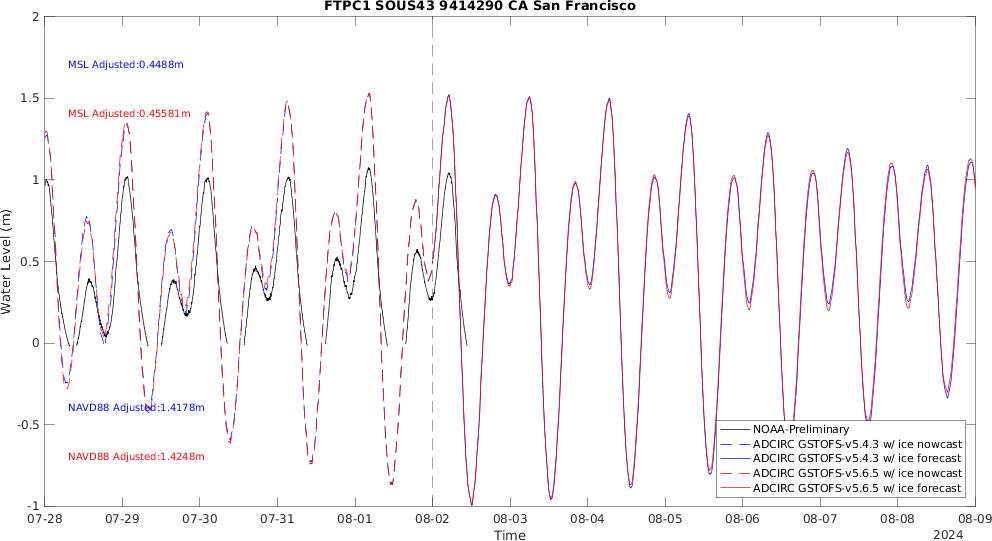 FTPC1 SOUS43 9414290 CA San Francisco
Water Level (m)
2
1.5
1
0.5
0
-0.5
-1
MSL Adjusted:0.4488m
MSL Adjusted:0.45581m
NAVD88 Adjusted:1.4178m
NAVD88 Adjusted:1.4248m
NOAA-Preliminary
ADCIRC GSTOFS-v5.4.3 w/ ice nowcast
ADCIRC GSTOFS-v5.4.3 w/ ice forecast
ADCIRC GSTOFS-v5.6.5 w/ ice nowcast
ADCIRC GSTOFS-v5.6.5 w/ ice forecast
07-28 07-29 07-30 07-31 08-01 08-02 08-03 08-04 08-05 08-06 08-07 08-08 08-09
Time
2024